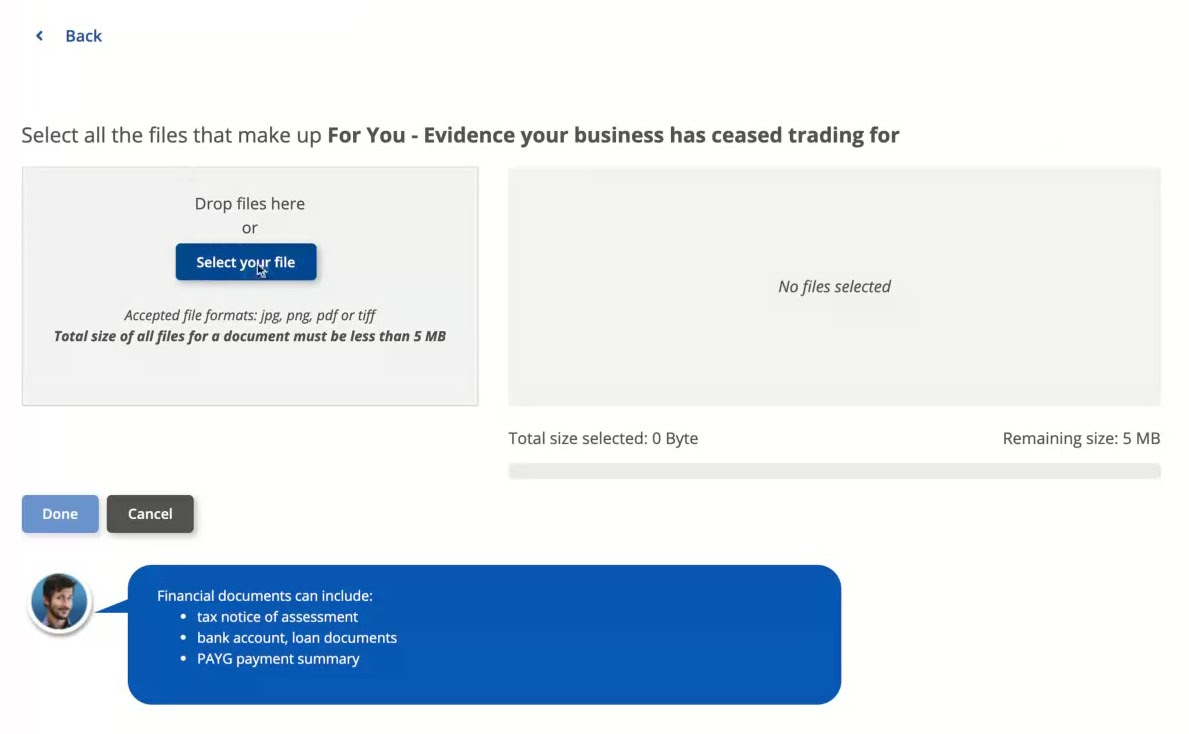 Back
Select all the files that make up For You - Evidence your business has ceased trading for
Drop files here
or
Select your file
Accepted file formats: jpg, png, pdf or tiff
Total size of all files for a document must be less than 5 MB
No files selected
Total size selected: 0 Byte
Remaining size: 5 MB
Done
Cancel
Financial documents can include:
• tax notice of assessment
• bank account, loan documents
• PAYG payment summary